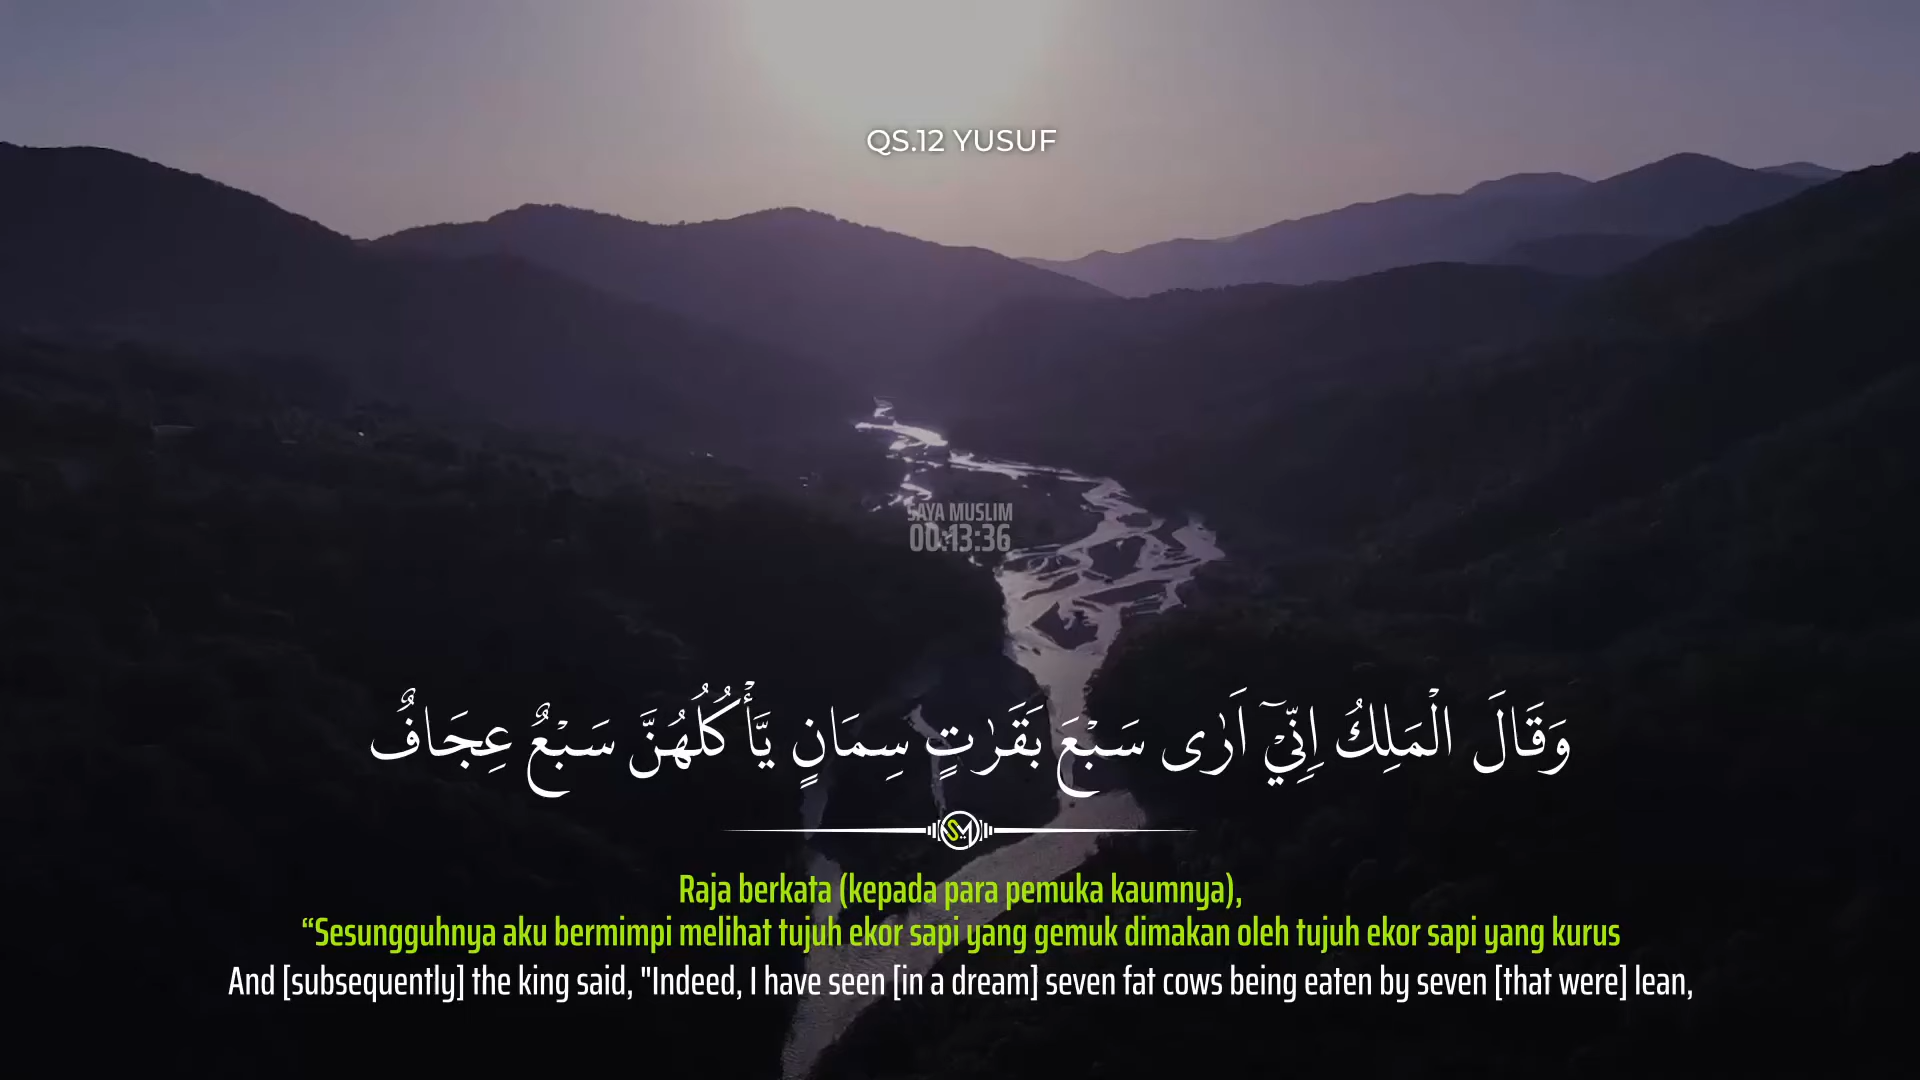 QS.12 YUSUF
SAYA MUSLIM
00:13:36
وَقَالَ الْمَلِكُ اِنِّيْٓ اَرٰى سَبْعَ بَقَرٰتٍ سِمَانٍ يَّأْكُلُهُنَّ سَبْعٌ عِجَافٌ
SM
Raja berkata (kepada para pemuka kaumnya),
“Sesungguhnya aku bermimpi melihat tujuh ekor sapi yang gemuk dimakan oleh tujuh ekor sapi yang kurus
And [subsequently] the king said, "Indeed, I have seen [in a dream] seven fat cows being eaten by seven [that were] lean,